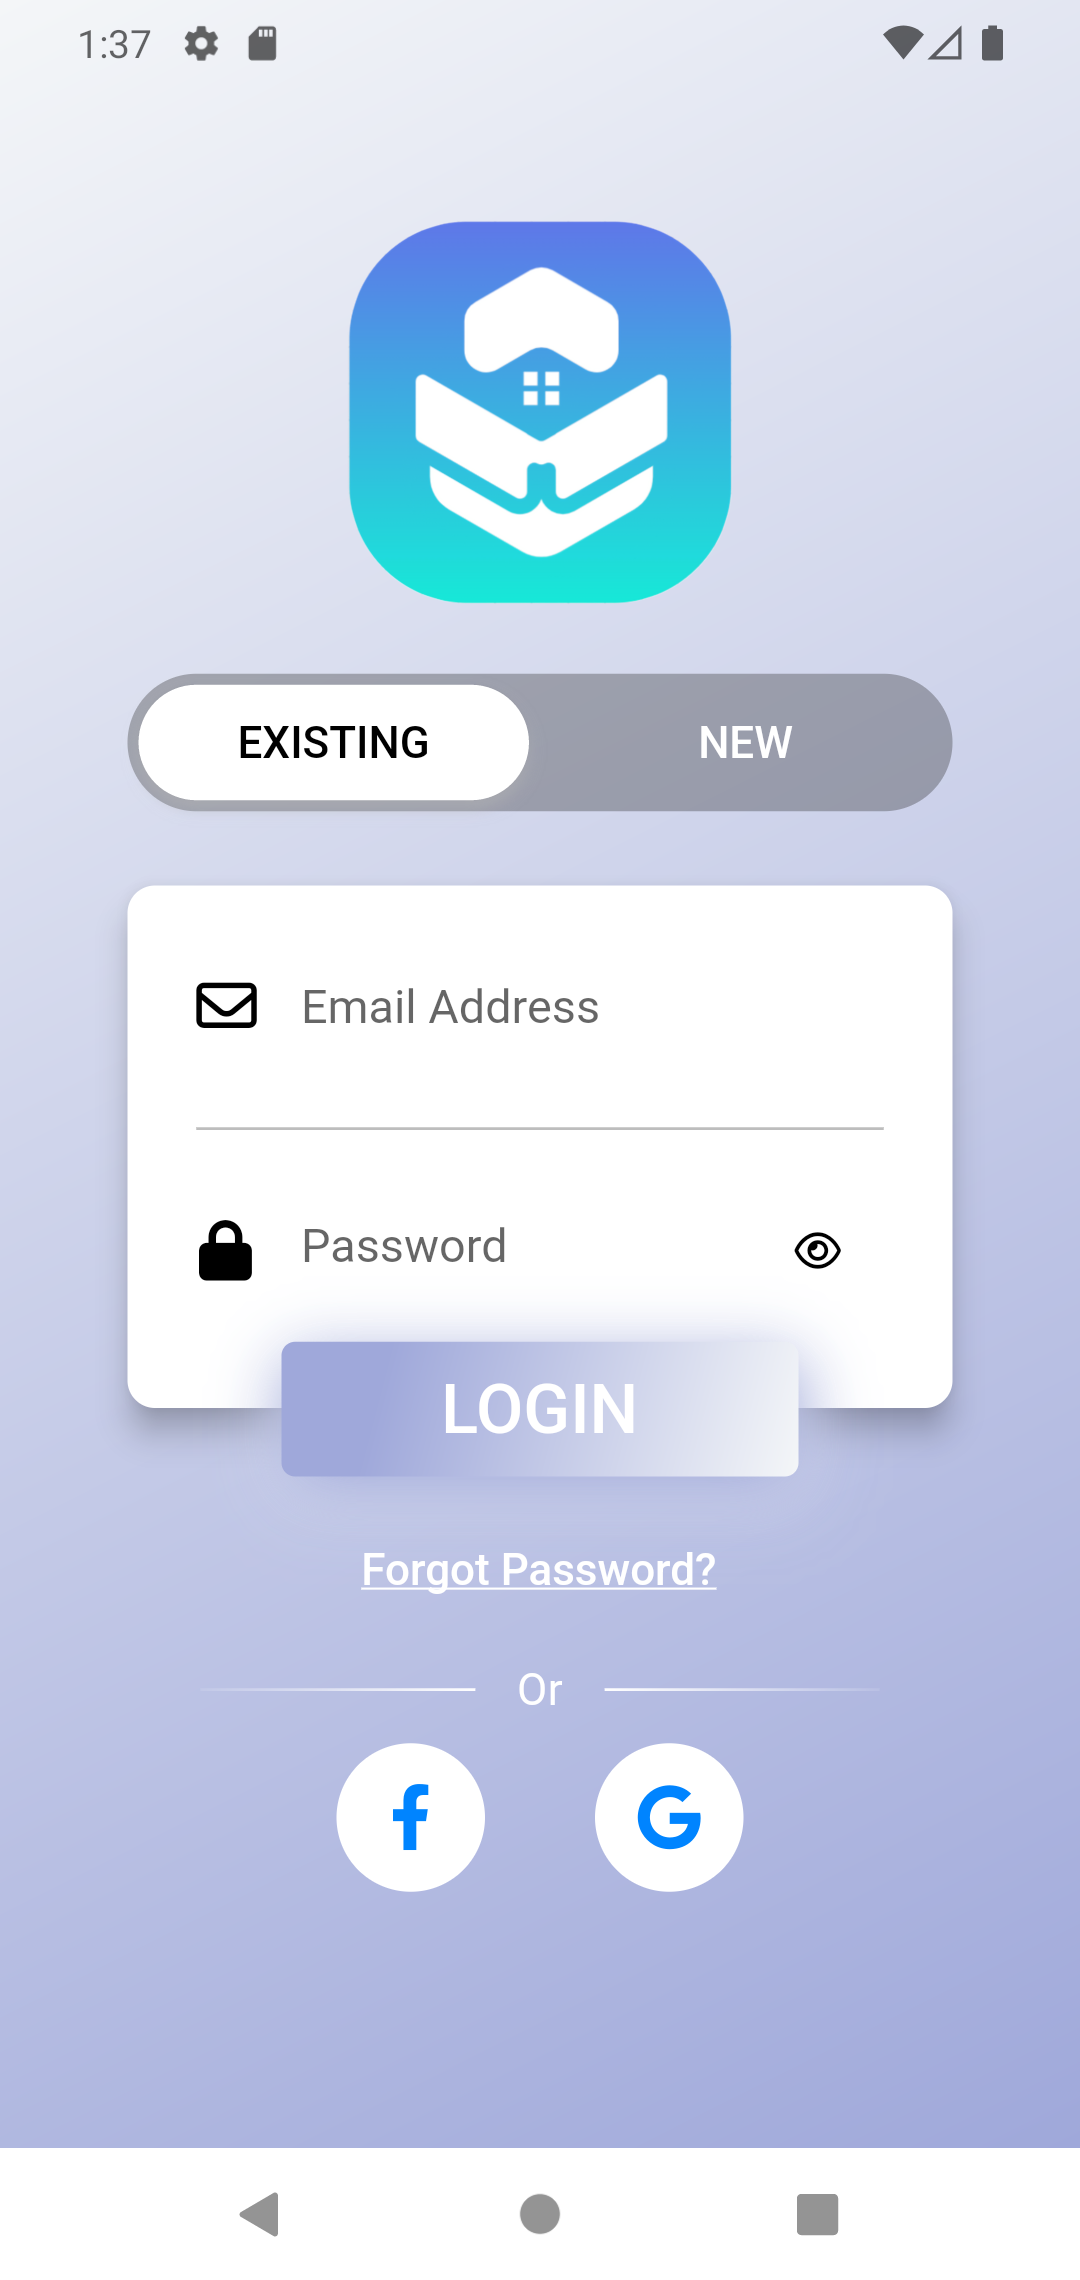 1:37
EXISTING
NEW
Email Address
Password
LOGIN
Forgot Password?
Or